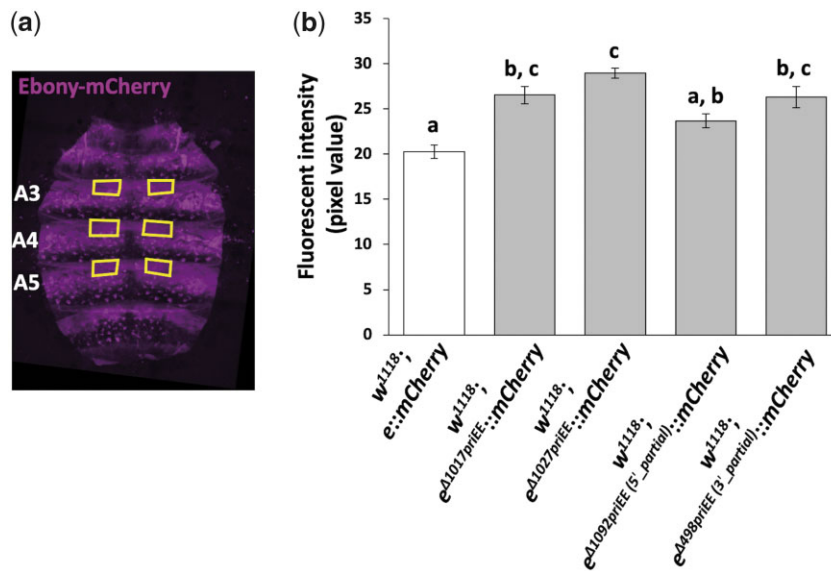 (a)
Ebony-mCherry
A3
A4
A5
(b)
Fluorescent intensity
(pixel value)
35
30
25
20
15
10
5
0
a
b, c
c
a, b
b, c
w1118;
e::mCherry
w1118;
eΔ1017priEE::mCherry
w1118;
eΔ1027priEE::mCherry
w1118;
eΔ1092priEE (5'_partial)::mCherry
w1118;
eΔ498priEE (3'_partial)::mCherry